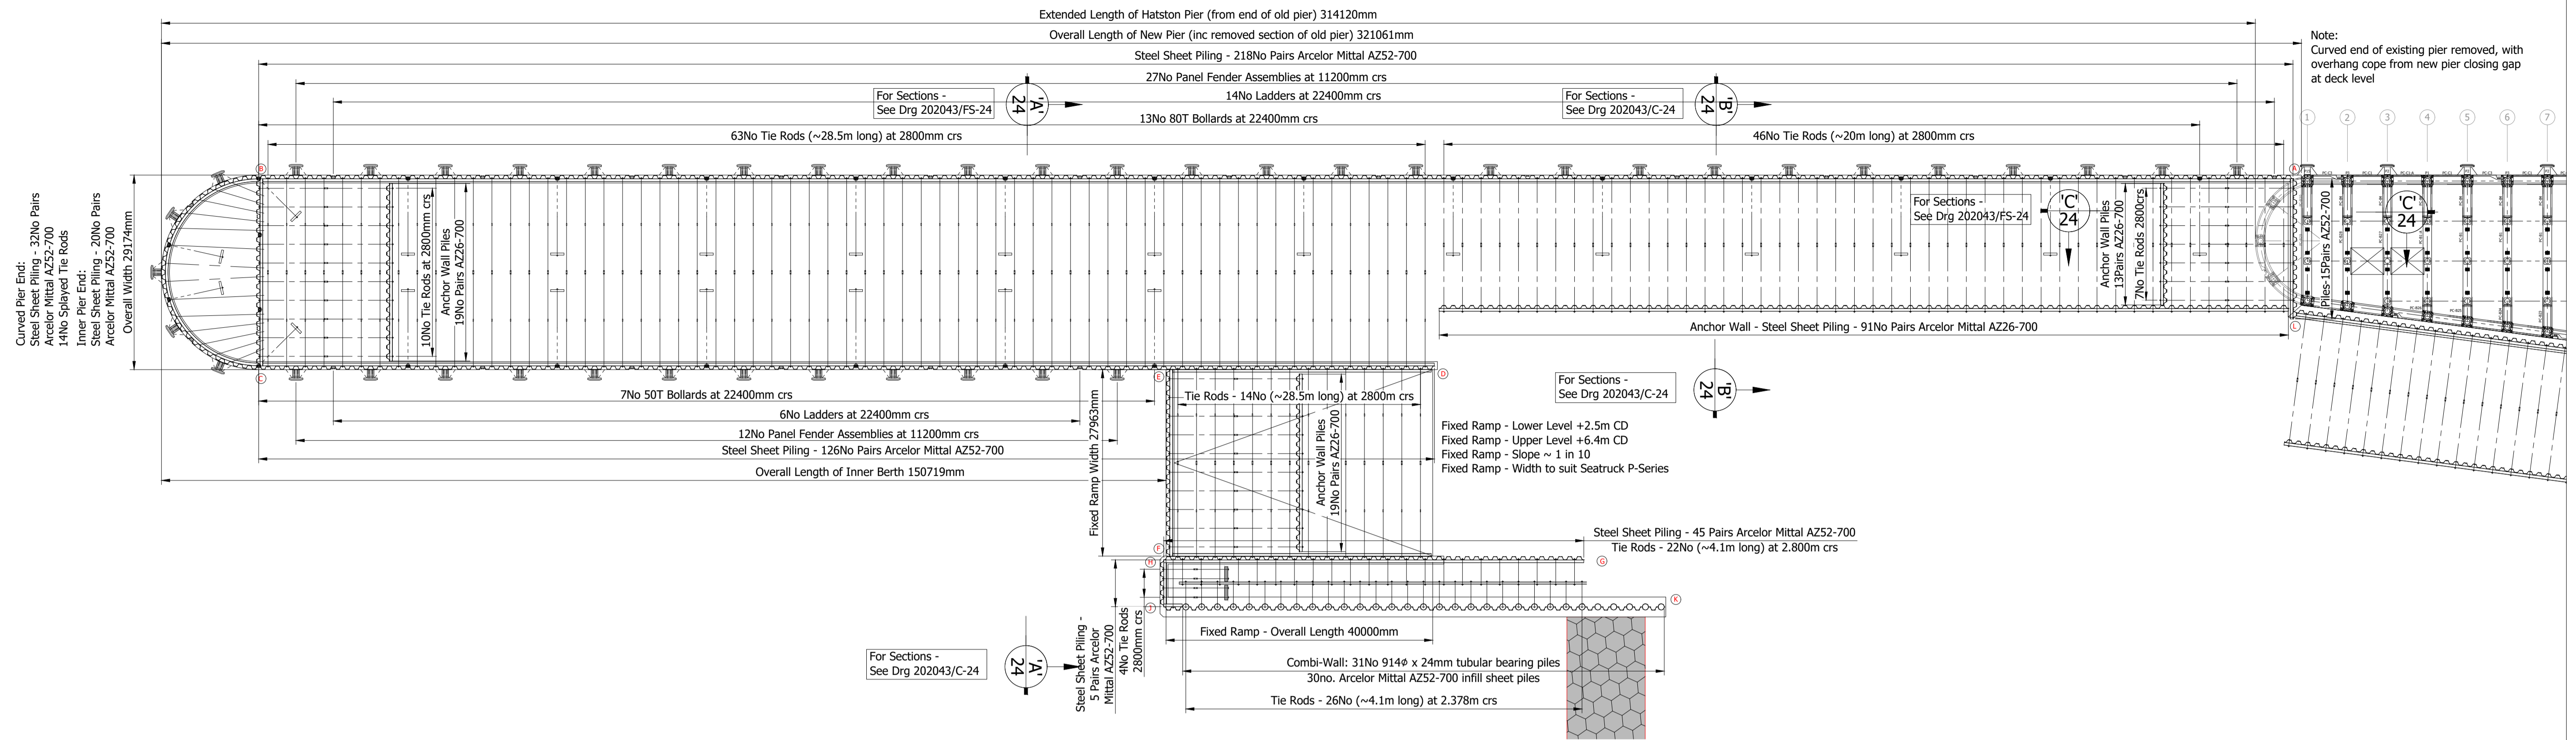 Extended Length of Hatston Pier (from end of old pier) 314120mm
Overall Length of New Pier (inc removed section of old pier) 321061mm
Steel Sheet Piling - 218No Pairs Arcelor Mittal AZ52-700
27No Panel Fender Assemblies at 11200mm crs
14No Ladders at 22400mm crs
13No 80T Bollards at 22400mm crs
63No Tie Rods (~28.5m long) at 2800mm crs
46No Tie Rods (~20m long) at 2800mm crs
Note:
Curved end of existing pier removed, with
overhang cope from new pier closing gap
at deck level
For Sections -
See Drg 202043/FS-24
'A'
24
For Sections -
See Drg 202043/C-24
'B'
24
1
2
3
4
5
6
7
B
A
Curved Pier End:
Steel Sheet Piling - 32No Pairs
Arcelor Mittal AZ52-700
14No Splayed Tie Rods
Inner Pier End:
Steel Sheet Piling - 20No Pairs
Arcelor Mittal AZ52-700
Overall Width 29174mm
10No Tie Rods at 2800mm crs
Anchor Wall Piles
19No Pairs AZ26-700
For Sections -
See Drg 202043/FS-24
'C'
24
Anchor Wall Piles
13Pairs AZ26-700
7No Tie Rods 2800crs
Piles-15Pairs AZ52-700
'C'
24
Anchor Wall - Steel Sheet Piling - 91No Pairs Arcelor Mittal AZ26-700
L
C
E
D
7No 50T Bollards at 22400mm crs
6No Ladders at 22400mm crs
12No Panel Fender Assemblies at 11200mm crs
Steel Sheet Piling - 126No Pairs Arcelor Mittal AZ52-700
Overall Length of Inner Berth 150719mm
Fixed Ramp Width 27963mm
Tie Rods - 14No (~28.5m long) at 2800m crs
Anchor Wall Piles
19No Pairs AZ26-700
For Sections -
See Drg 202043/C-24
'B'
24
Fixed Ramp - Lower Level +2.5m CD
Fixed Ramp - Upper Level +6.4m CD
Fixed Ramp - Slope ~ 1 in 10
Fixed Ramp - Width to suit Seatruck P-Series
Steel Sheet Piling - 45 Pairs Arcelor Mittal AZ52-700
Tie Rods - 22No (~4.1m long) at 2.800m crs
F
M
G
J
K
Steel Sheet Piling -
5 Pairs Arcelor
Mittal AZ52-700
4No Tie Rods
2800mm crs
Fixed Ramp - Overall Length 40000mm
For Sections -
See Drg 202043/C-24
'A'
24
Combi-Wall: 31No 914ϕ x 24mm tubular bearing piles
30no. Arcelor Mittal AZ52-700 infill sheet piles
Tie Rods - 26No (~4.1m long) at 2.378m crs